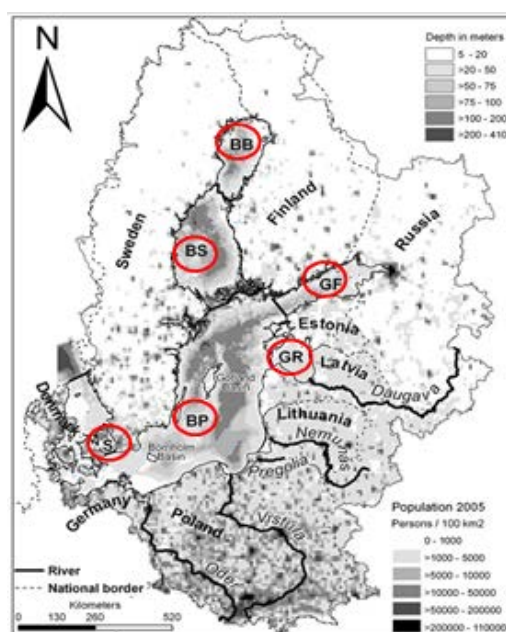 N
Depth in meters
5 - 20
>20 - 50
>50 - 75
>75 - 100
>100 - 200
>200 - 410
BB
Finland
Russia
Sweden
BS
GF
Estonia
GR
Latvia
Daugava
Denmark
BP
Lithuania
Nemunas
S
Bornholm
Basin
Pregolia
Germany
Poland
Vistula
Oder
Population 2005
Persons / 100 km2
0 - 1000
>1000 - 5000
>5000 - 10000
>10000 - 50000
>50000 - 200000
>200000 - 110000
River
National border
Kilometers
0 130 260 520